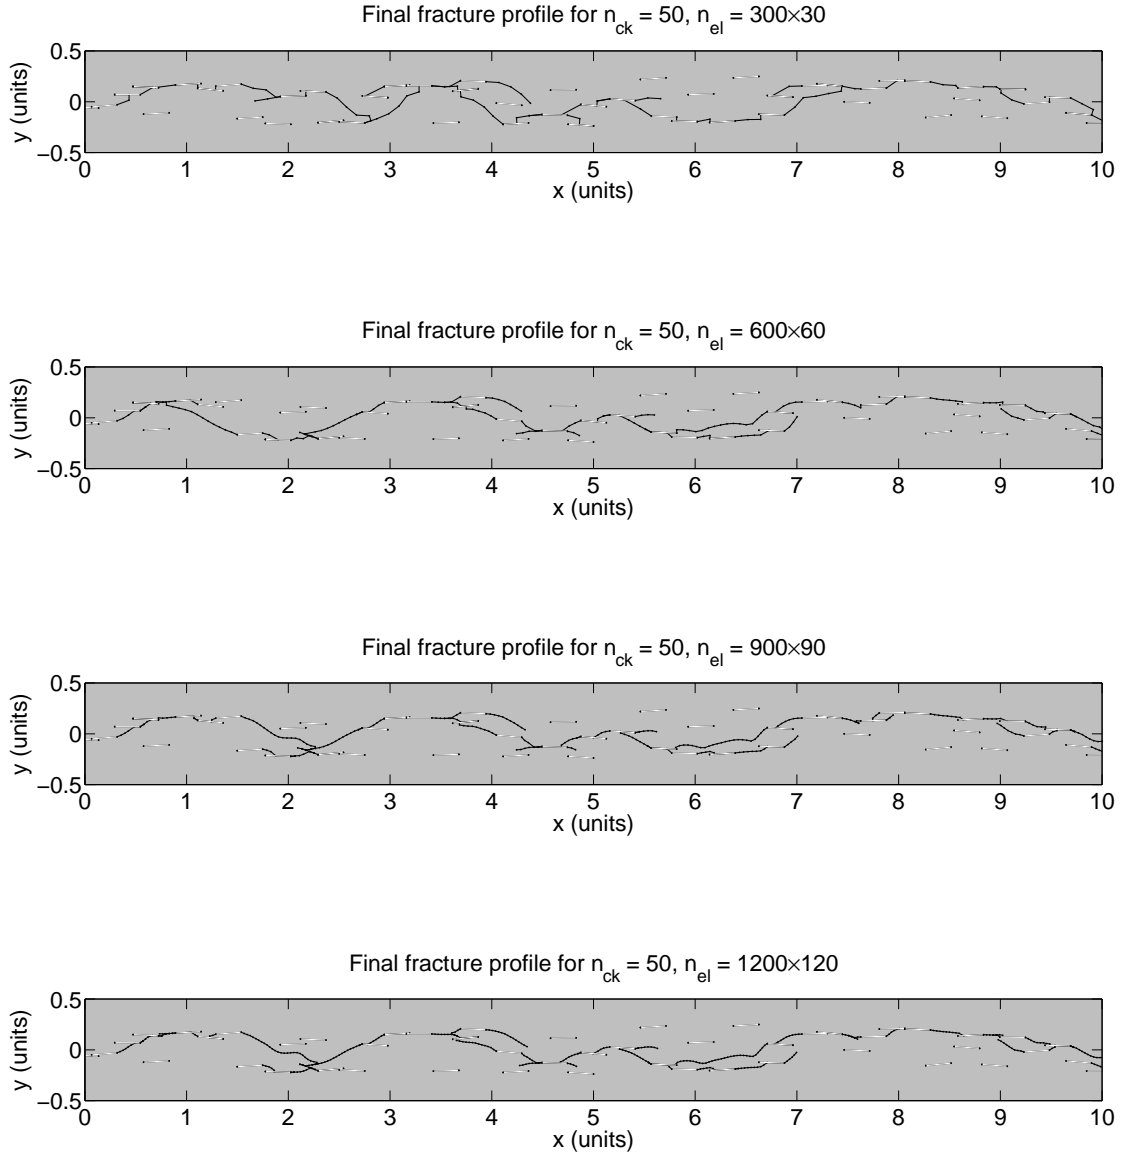 Final fracture profile for n_ck = 50, n_el = 300×30
0.5
0
−0.5
y (units)
0 1 2 3 4 5 6 7 8 9 10
x (units)
Final fracture profile for n_ck = 50, n_el = 600×60
0.5
0
−0.5
y (units)
0 1 2 3 4 5 6 7 8 9 10
x (units)
Final fracture profile for n_ck = 50, n_el = 900×90
0.5
0
−0.5
y (units)
0 1 2 3 4 5 6 7 8 9 10
x (units)
Final fracture profile for n_ck = 50, n_el = 1200×120
0.5
0
−0.5
y (units)
0 1 2 3 4 5 6 7 8 9 10
x (units)